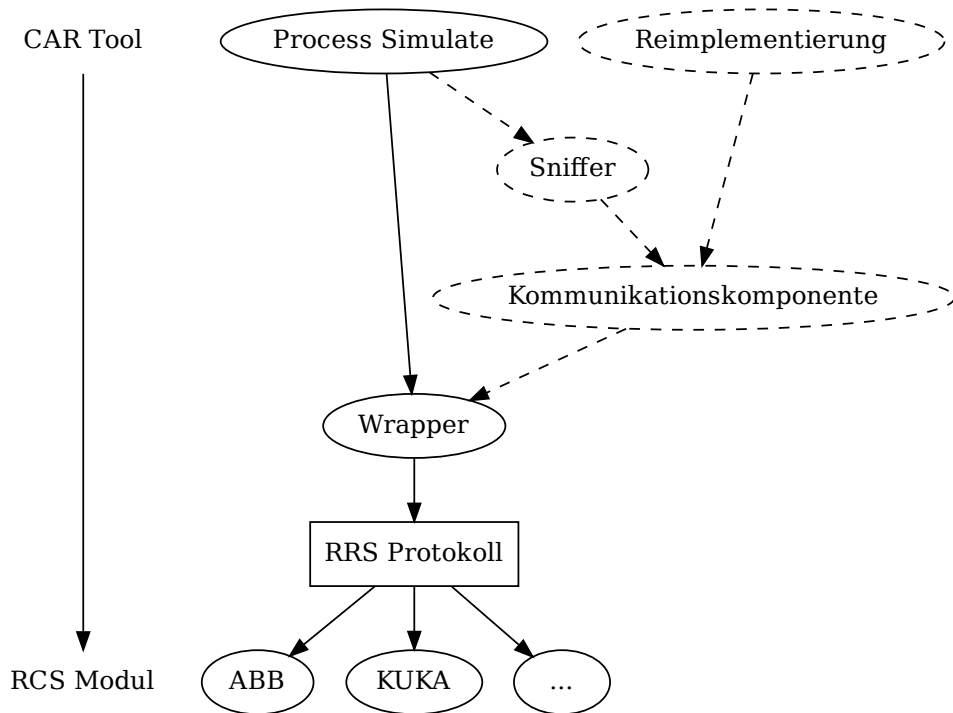 CAR Tool
Process Simulate
Reimplementierung
Sniffer
Kommunikationskomponente
Wrapper
RRS Protokoll
RCS Modul
ABB
KUKA
...